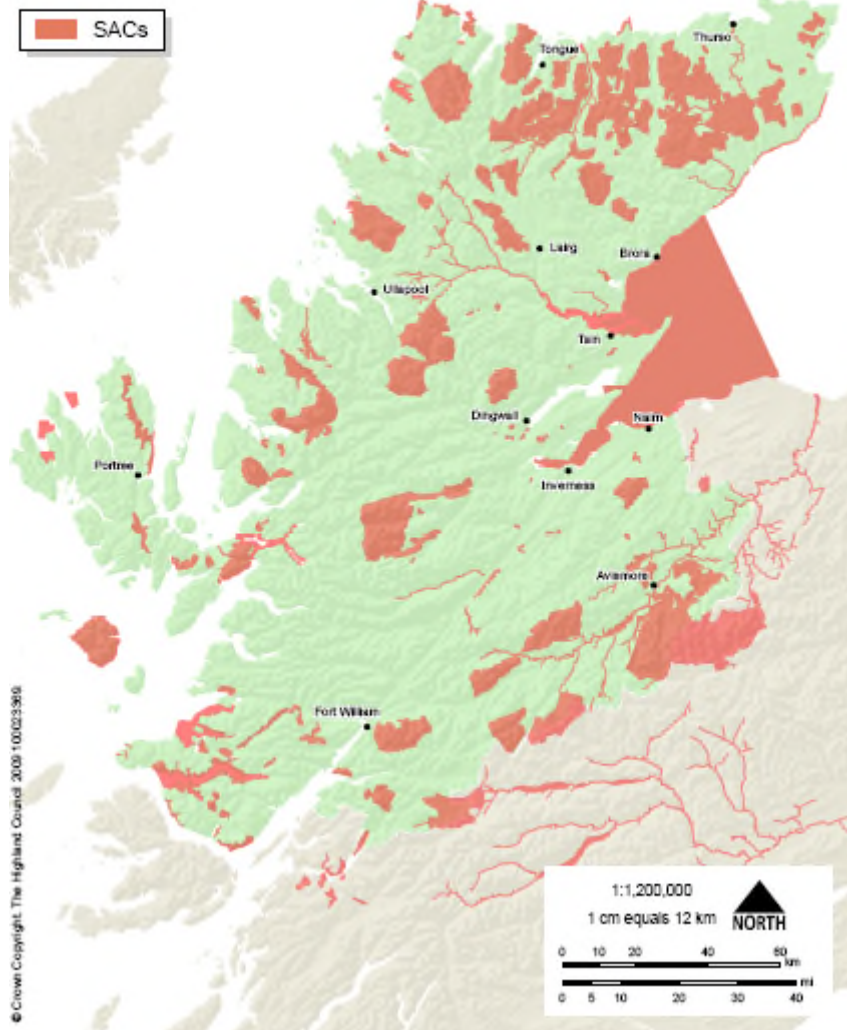 SACs
Thurso
Tongue
Lairg
Brora
Ullapool
Tain
Dingwall
Nairn
Portree
Inverness
Aviemore
Fort William
© Crown Copyright. The Highland Council 2009 100023369.
1:1,200,000
1 cm equals 12 km
NORTH
0 10 20 40 60
km
mi
0 5 10 20 30 40